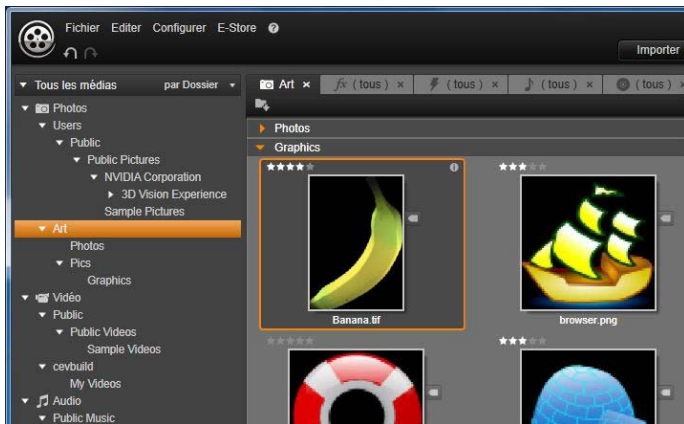 Fichier Editer Configurer E-Store ?
Importer
Tous les médias par Dossier
Art × fx ( tous ) × ( tous ) × ( tous ) × ( tous ) ×
Photos
Users
Public
Public Pictures
NVIDIA Corporation
3D Vision Experience
Sample Pictures
Art
Photos
Pics
Graphics
Vidéo
Public
Public Videos
Sample Videos
cevbuild
My Videos
Audio
Public Music
Photos
Graphics
Banana.tif
browser.png